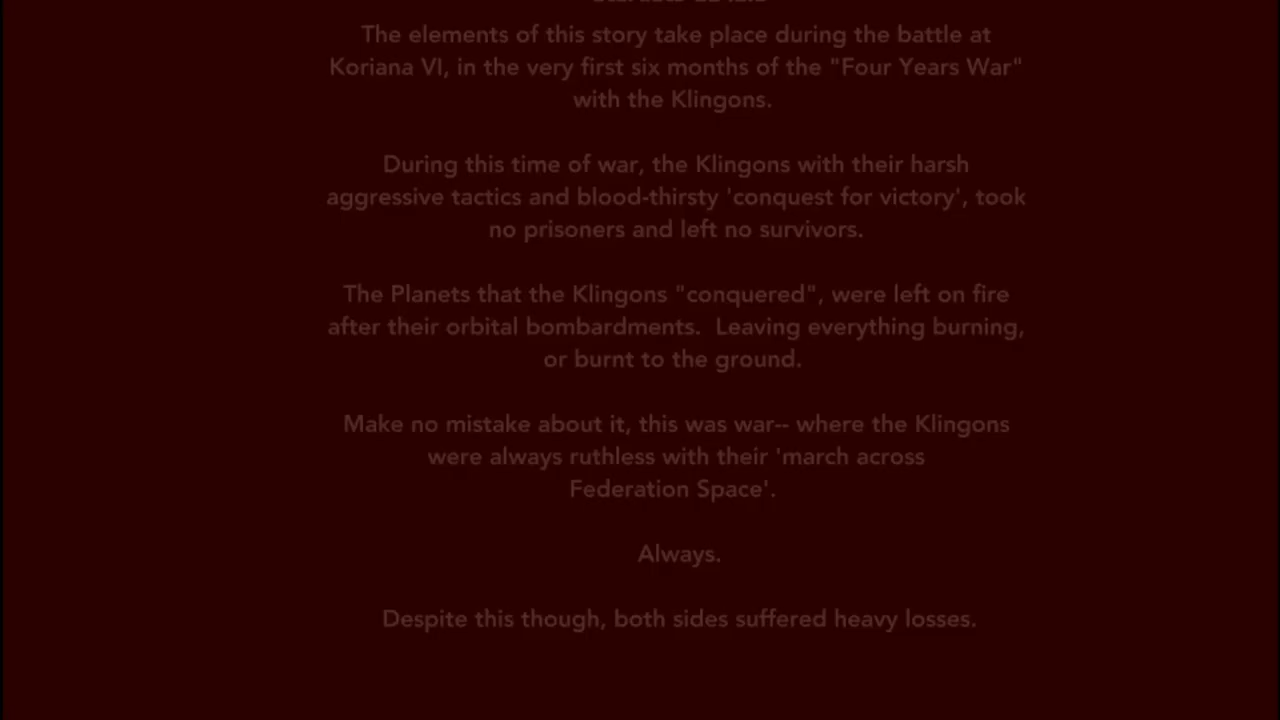 The elements of this story take place during the battle at
Koriana VI, in the very first six months of the "Four Years War"
with the Klingons.
During this time of war, the Klingons with their harsh
aggressive tactics and blood-thirsty 'conquest for victory', took
no prisoners and left no survivors.
The Planets that the Klingons "conquered", were left on fire
after their orbital bombardments.  Leaving everything burning,
or burnt to the ground.
Make no mistake about it, this was war-- where the Klingons
were always ruthless with their 'march across
Federation Space'.
Always.
Despite this though, both sides suffered heavy losses.